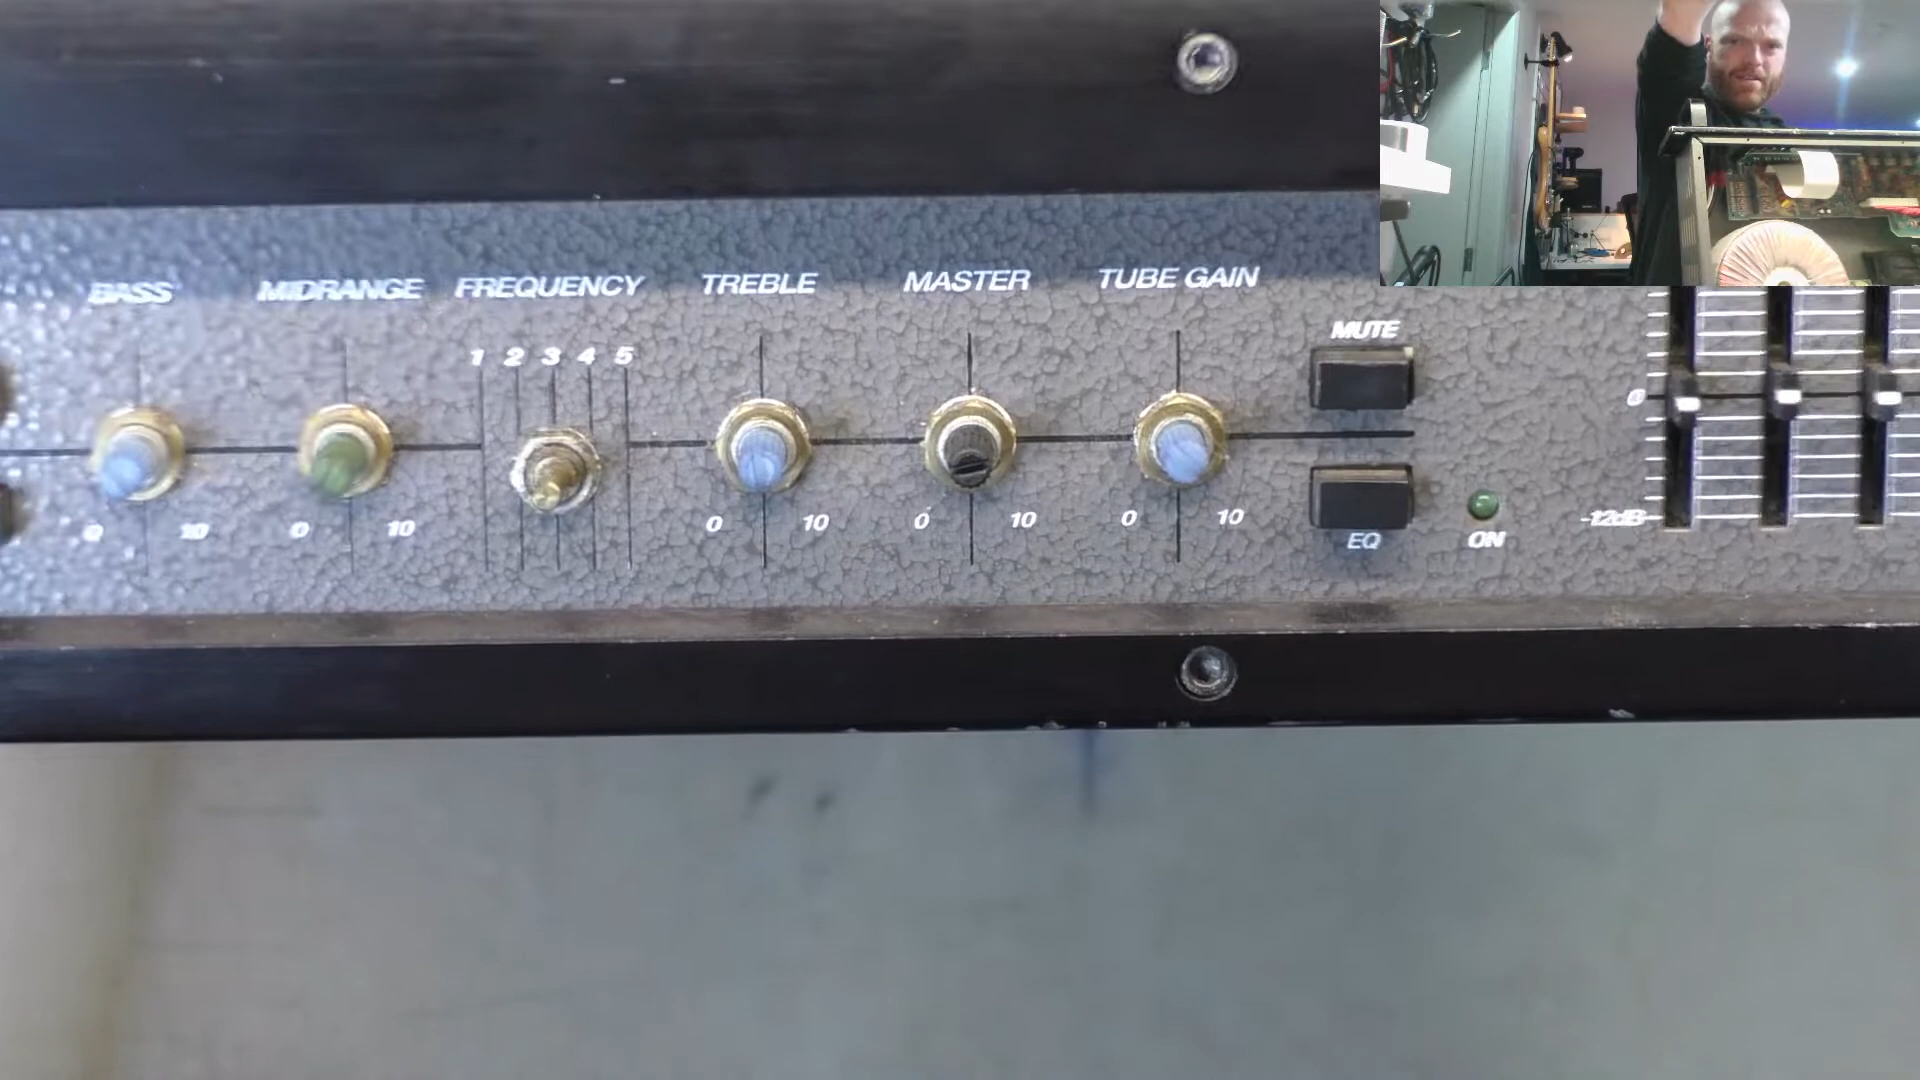 BASS MIDRANGE FREQUENCY TREBLE MASTER TUBE GAIN
MUTE
1 2 3 4 5
0
0 10 0 10 0 10 0 10 0 10
-12dB
EQ ON